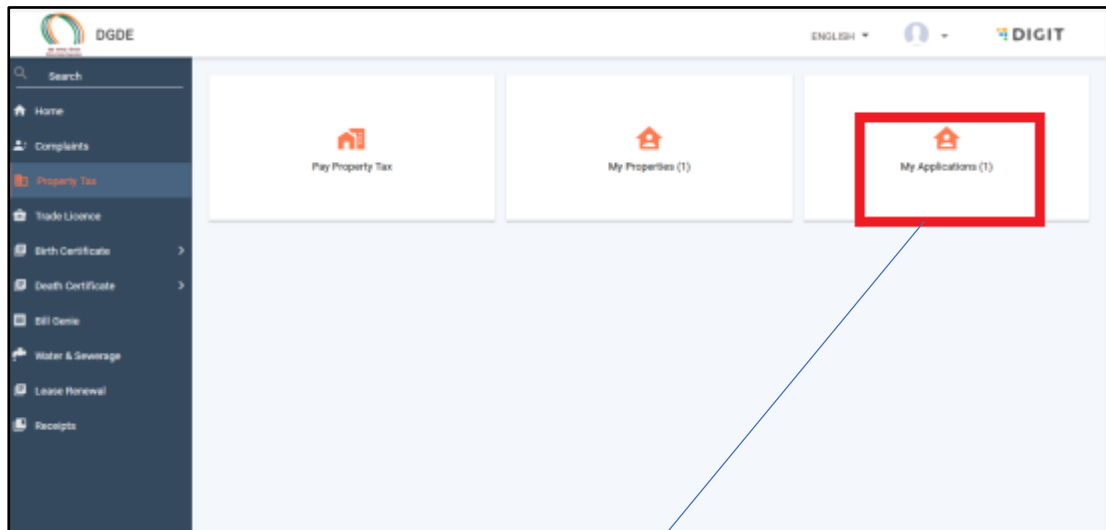 DGDE
ENGLISH
DIGIT
Search
Home
Complaints
Property Tax
Trade Licence
Birth Certificate
Death Certificate
Bill Genie
Water & Sewerage
Lease Renewal
Receipts
Pay Property Tax
My Properties (1)
My Applications (1)